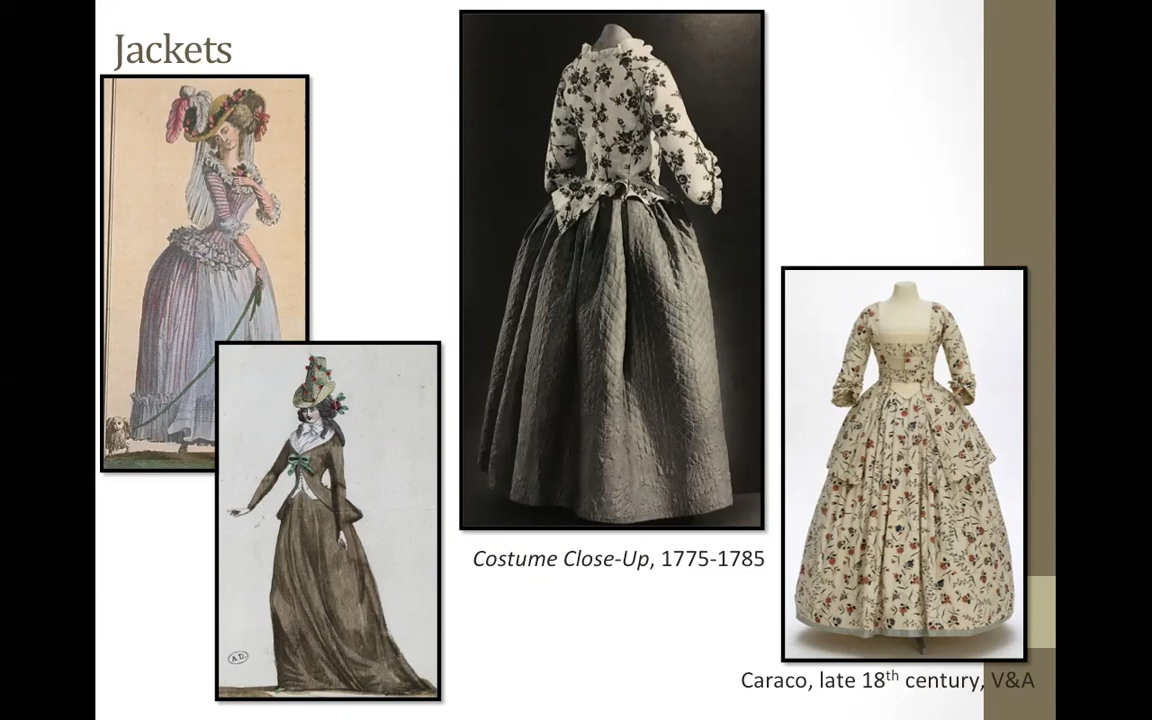 Jackets
Costume Close-Up, 1775-1785
A.D.
Caraco, late 18th century, V&A